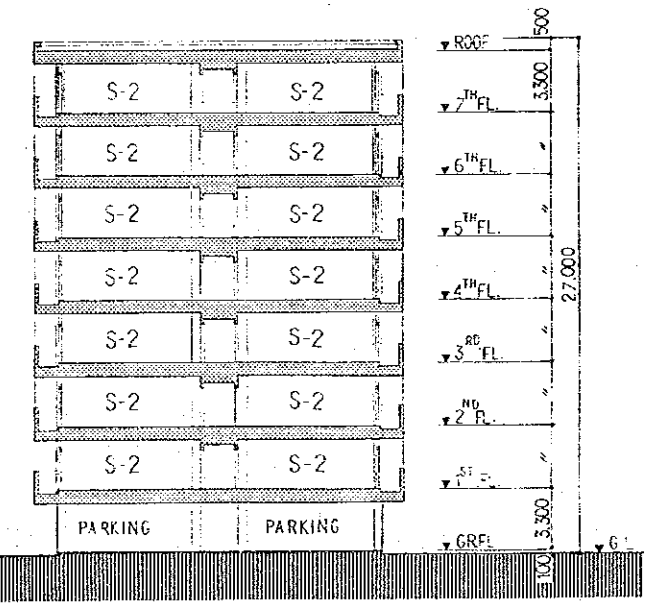 500
ROOF
3,300
S-2 S-2
7TH FL.
S-2 S-2
〃
6TH FL.
S-2 S-2
〃
5TH FL.
27.000
S-2 S-2
〃
4TH FL.
S-2 S-2
〃
3RD FL.
S-2 S-2
〃
2ND FL.
S-2 S-2
〃
1ST FL.
PARKING PARKING
3,300
GRFL
G.L
100